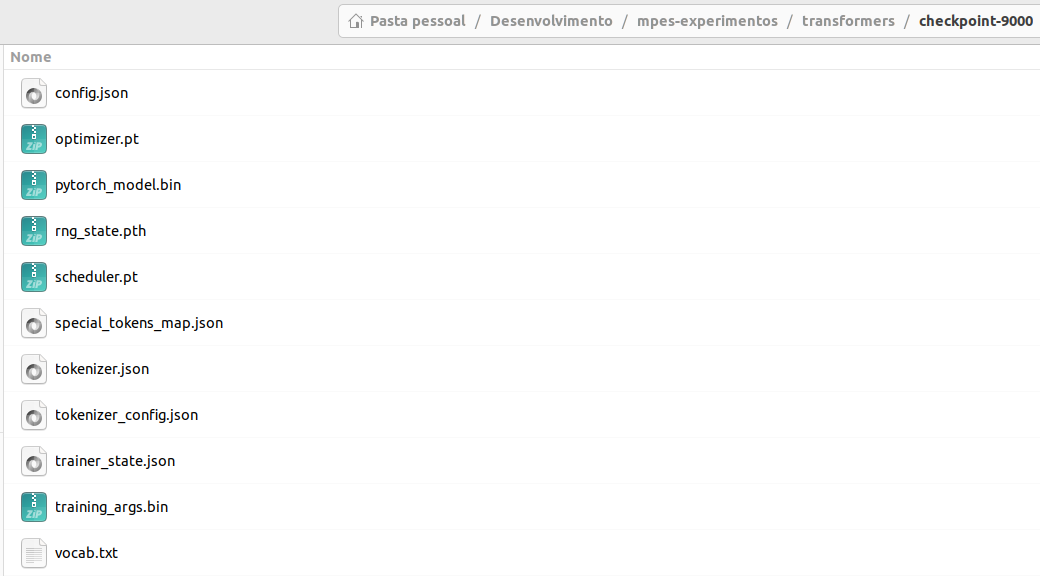 Pasta pessoal / Desenvolvimento / mpes-experimentos / transformers / checkpoint-9000
Nome
config.json
ZiP optimizer.pt
ZiP pytorch_model.bin
ZiP rng_state.pth
ZiP scheduler.pt
special_tokens_map.json
tokenizer.json
tokenizer_config.json
trainer_state.json
ZiP training_args.bin
vocab.txt